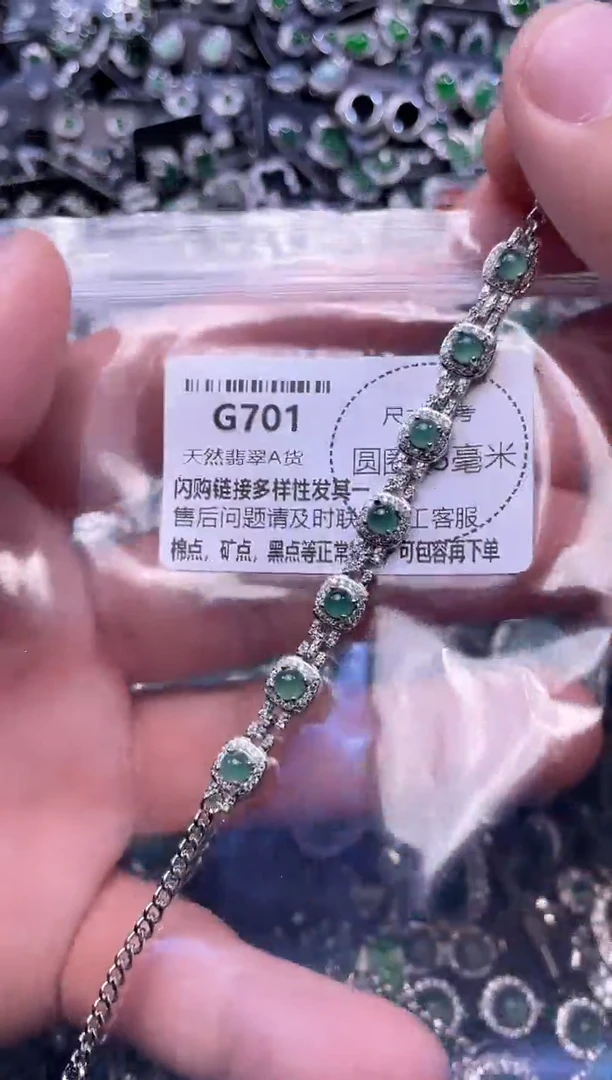 G701
尺 考
天然翡翠A货
圆圈 毫米
闪购链接多样性发其一
售后问题请及时联 工客服
棉点，矿点，黑点等正常 可包容再下单